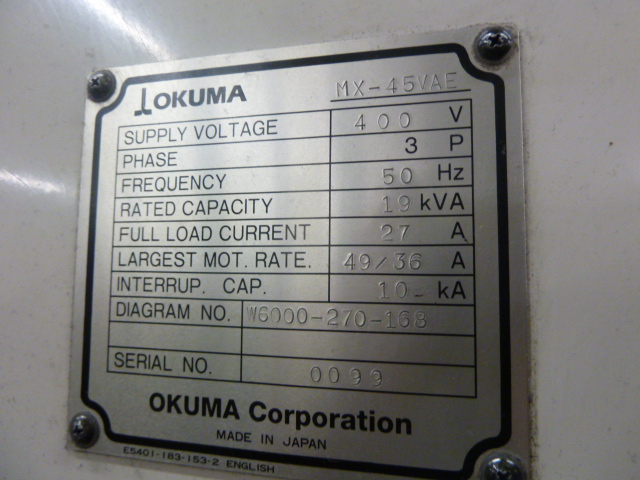 OKUMA MX-45VAE
SUPPLY VOLTAGE 400 V
PHASE 3 P
FREQUENCY 50 Hz
RATED CAPACITY 19 kVA
FULL LOAD CURRENT 27 A
LARGEST MOT. RATE. 49/36 A
INTERRUP. CAP. 10- kA
DIAGRAM NO. W6000-270-168
SERIAL NO. 0099
OKUMA Corporation
MADE IN JAPAN
E5401-183-153-2 ENGLISH